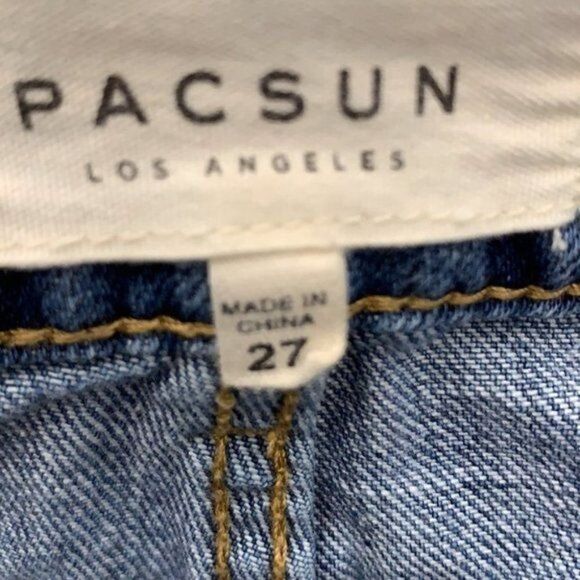 PACSUN
LOS ANGELES
MADE IN
CHINA
27